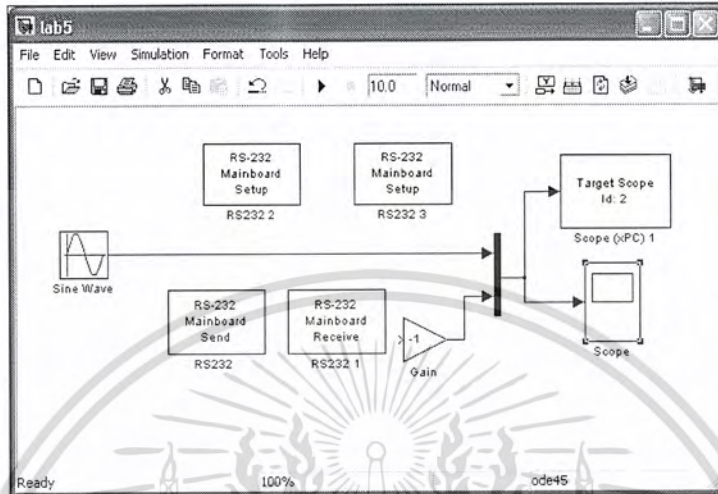 lab5
File Edit View Simulation Format Tools Help
10.0 Normal
RS-232
Mainboard
Setup
RS232 2
RS-232
Mainboard
Setup
RS232 3
Target Scope
Id: 2
Scope (xPC) 1
Sine Wave
RS-232
Mainboard
Send
RS232
RS-232
Mainboard
Receive
RS232 1
-1
Gain
Scope
Ready 100% ode45